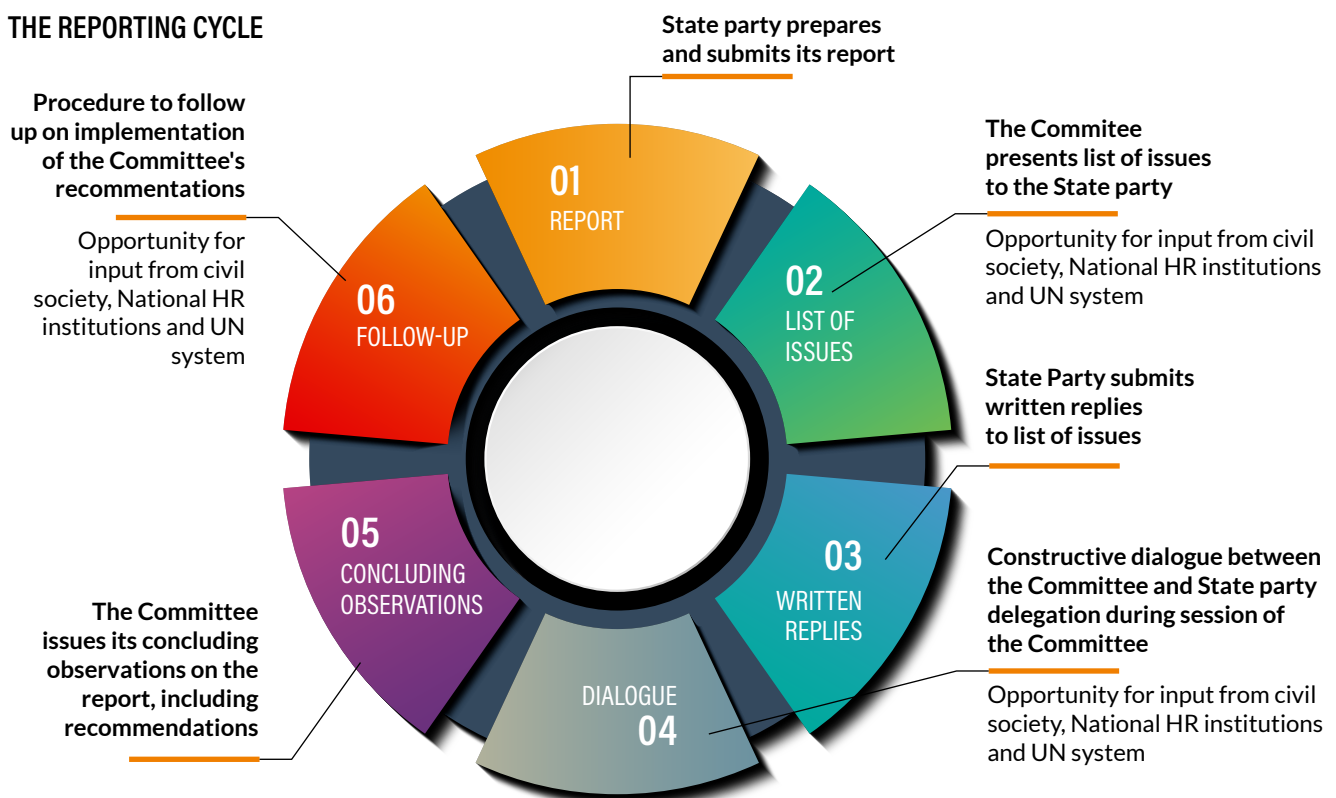 THE REPORTING CYCLE
State party prepares
and submits its report
01
REPORT
The Commitee
presents list of issues
to the State party
Opportunity for input from civil
society, National HR institutions
and UN system
02
LIST OF
ISSUES
State Party submits
written replies
to list of issues
03
WRITTEN
REPLIES
Constructive dialogue between
the Committee and State party
delegation during session of
the Committee
Opportunity for input from civil
society, National HR institutions
and UN system
DIALOGUE
04
05
CONCLUDING
OBSERVATIONS
The Committee
issues its concluding
observations on the
report, including
recommendations
06
FOLLOW-UP
Procedure to follow
up on implementation
of the Committee's
recommentations
Opportunity for
input from civil
society, National HR
institutions and UN
system